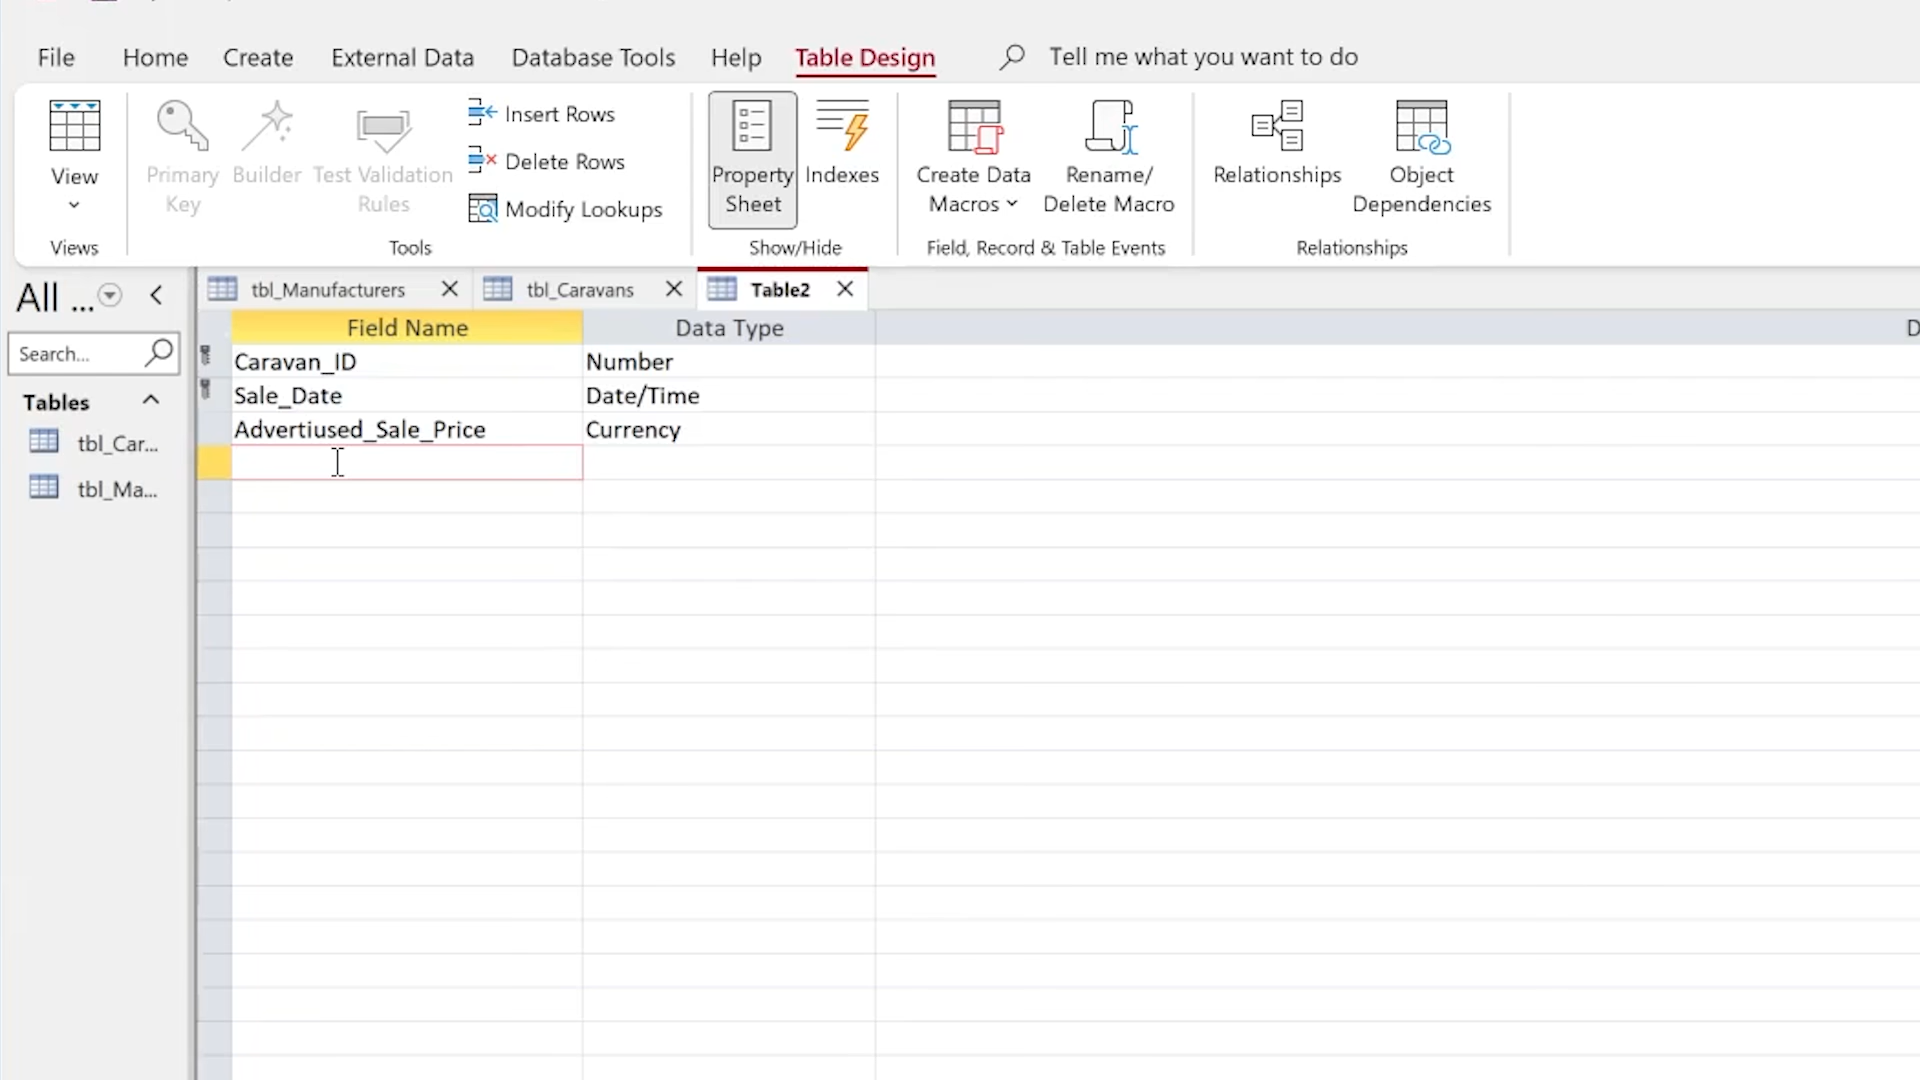 File Home Create External Data Database Tools Help Table Design Tell me what you want to do
View
Primary Key
Builder
Test Validation Rules
Insert Rows
Delete Rows
Modify Lookups
Property Sheet
Indexes
Create Data Macros
Rename/ Delete Macro
Relationships
Object Dependencies
Views Tools Show/Hide Field, Record & Table Events Relationships
All ...
tbl_Manufacturers tbl_Caravans Table2
Search...
Tables
tbl_Car...
tbl_Ma...
Field Name Data Type D
Caravan_ID Number
Sale_Date Date/Time
Advertiused_Sale_Price Currency